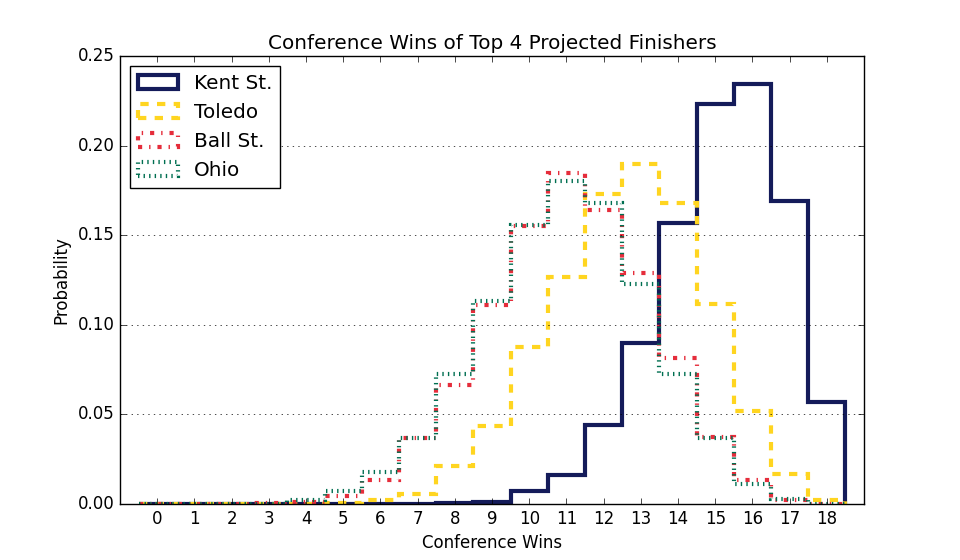 Conference Wins of Top 4 Projected Finishers
Kent St.
Toledo
Ball St.
Ohio
0.25
0.20
0.15
0.10
0.05
0.00
Probability
0 1 2 3 4 5 6 7 8 9 10 11 12 13 14 15 16 17 18
Conference Wins